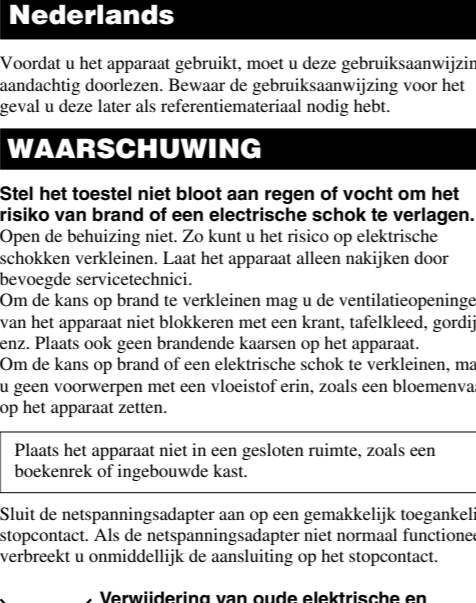 Nederlands
Voordat u het apparaat gebruikt, moet u deze gebruiksaanwijzin
aandachtig doorlezen. Bewaar de gebruiksaanwijzing voor het
geval u deze later als referentiemateriaal nodig hebt.
WAARSCHUWING
Stel het toestel niet bloot aan regen of vocht om het
risiko van brand of een electrische schok te verlagen.
Open de behuizing niet. Zo kunt u het risico op elektrische
schokken verkleinen. Laat het apparaat alleen nakijken door
bevoegde servicetechnici.
Om de kans op brand te verkleinen mag u de ventilatieopeninge
van het apparaat niet blokkeren met een krant, tafelkleed, gordij
enz. Plaats ook geen brandende kaarsen op het apparaat.
Om de kans op brand of een elektrische schok te verkleinen, ma
u geen voorwerpen met een vloeistof erin, zoals een bloemenva
op het apparaat zetten.
Plaats het apparaat niet in een gesloten ruimte, zoals een
boekenrek of ingebouwde kast.
Sluit de netspanningsadapter aan op een gemakkelijk toegankeli
stopcontact. Als de netspanningsadapter niet normaal functionee
verbreekt u onmiddellijk de aansluiting op het stopcontact.
Verwijdering van oude elektrische en